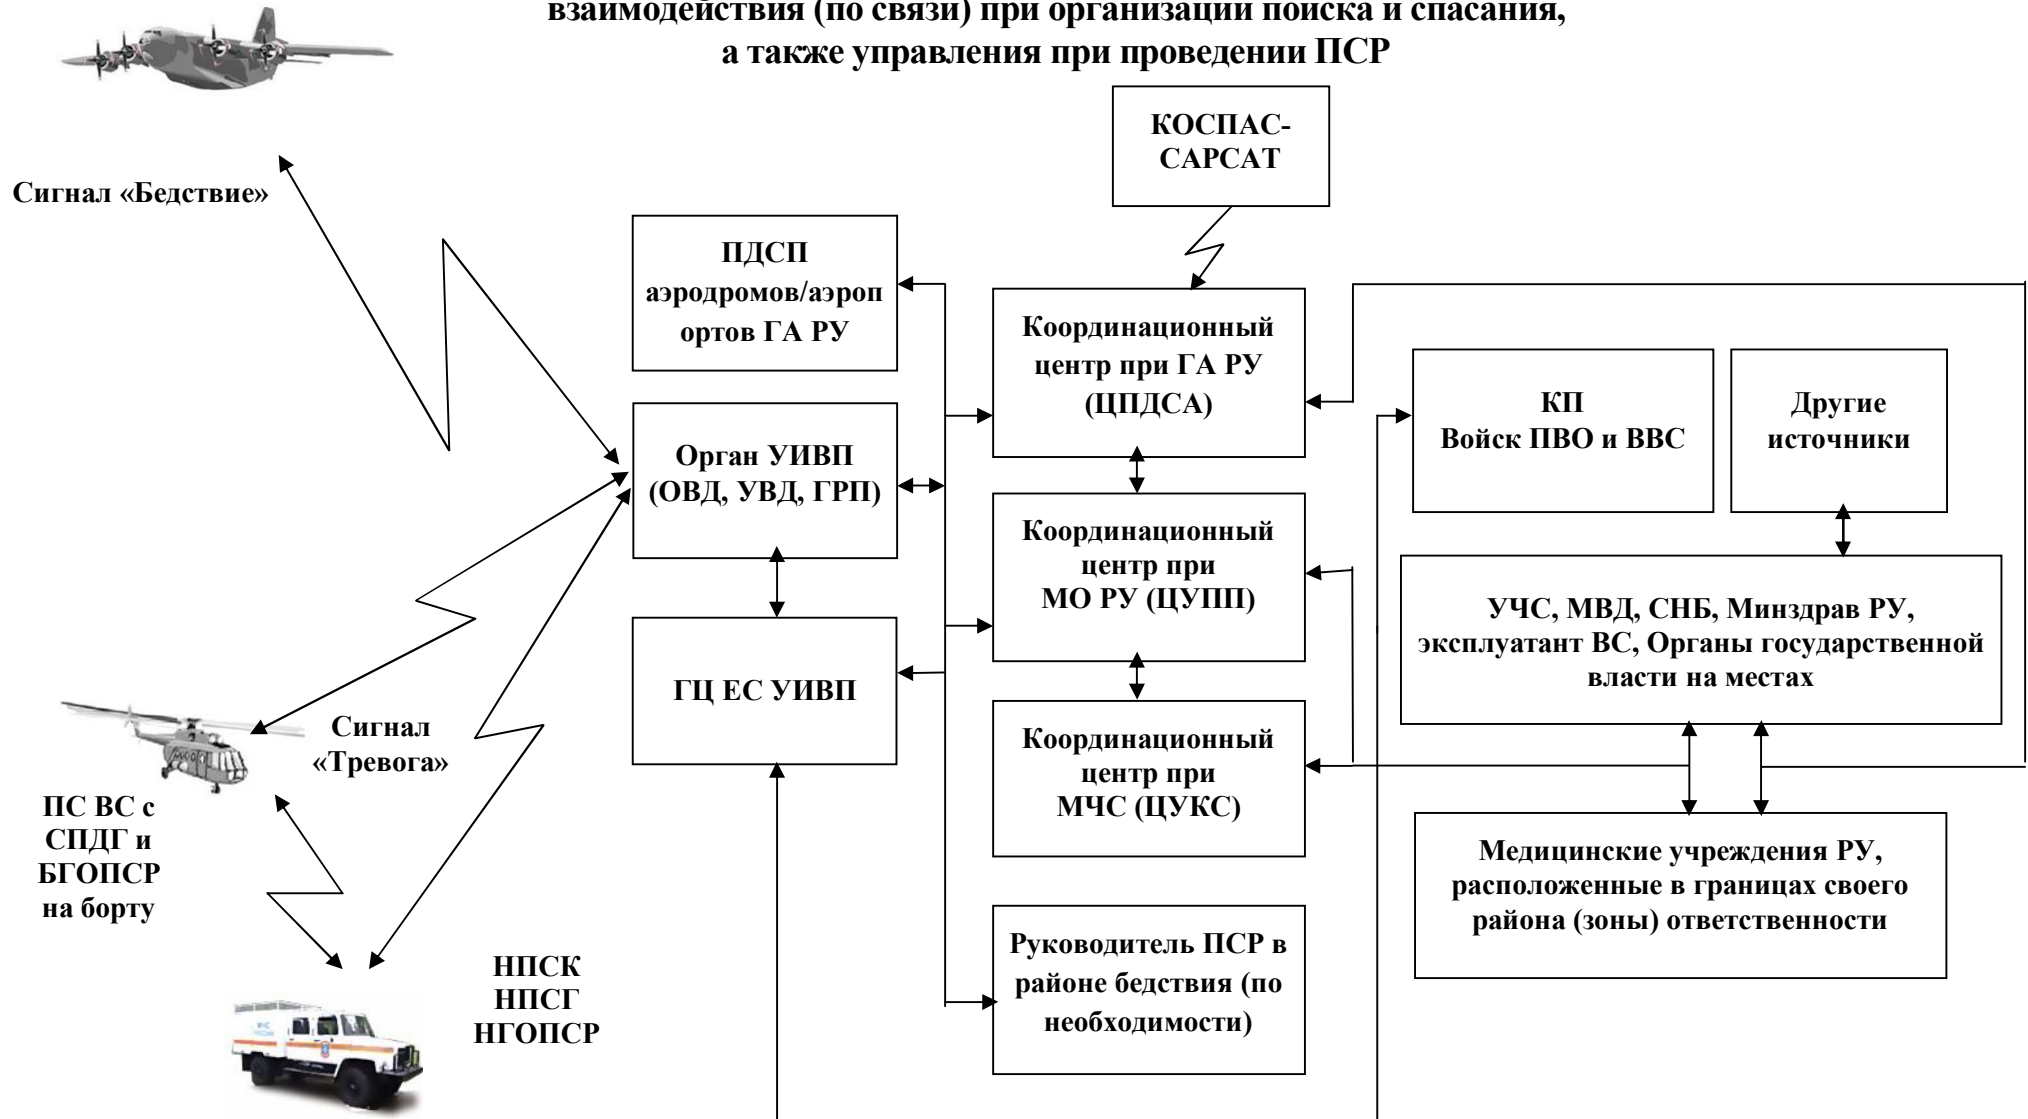 взаимодействия (по связи) при организации поиска и спасания,
а также управления при проведении ПСР
КОСПАС-
САРСАТ
Сигнал «Бедствие»
ПДСП
аэродромов/аэроп
ортов ГА РУ
Координационный
центр при ГА РУ
(ЦПДСА)
КП
Войск ПВО и ВВС
Другие
источники
Орган УИВП
(ОВД, УВД, ГРП)
Координационный
центр при
МО РУ (ЦУПП)
УЧС, МВД, СНБ, Минздрав РУ,
эксплуатант ВС, Органы государственной
власти на местах
ГЦ ЕС УИВП
Сигнал
«Тревога»
Координационный
центр при
МЧС (ЦУКС)
ПС ВС с
СПДГ и
БГОПСР
на борту
Медицинские учреждения РУ,
расположенные в границах своего
района (зоны) ответственности
Руководитель ПСР в
районе бедствия (по
необходимости)
НПСК
НПСГ
НГОПСР